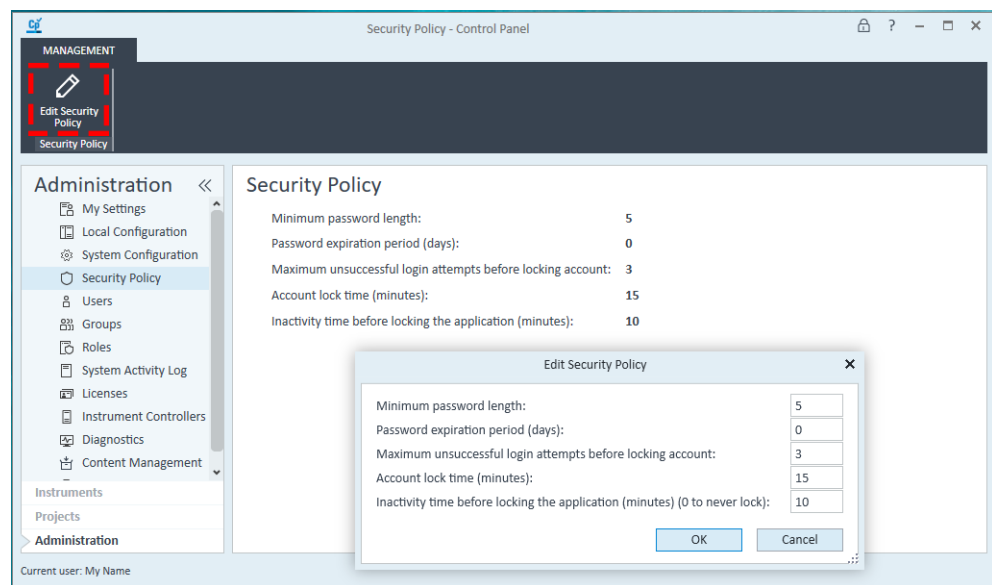 Security Policy - Control Panel
MANAGEMENT
Edit Security
Policy
Security Policy
Administration
My Settings
Local Configuration
System Configuration
Security Policy
Users
Groups
Roles
System Activity Log
Licenses
Instrument Controllers
Diagnostics
Content Management
Instruments
Projects
Administration
Security Policy
Minimum password length: 5
Password expiration period (days): 0
Maximum unsuccessful login attempts before locking account: 3
Account lock time (minutes): 15
Inactivity time before locking the application (minutes): 10
Edit Security Policy
Minimum password length: 5
Password expiration period (days): 0
Maximum unsuccessful login attempts before locking account: 3
Account lock time (minutes): 15
Inactivity time before locking the application (minutes) (0 to never lock): 10
OK Cancel
Current user: My Name